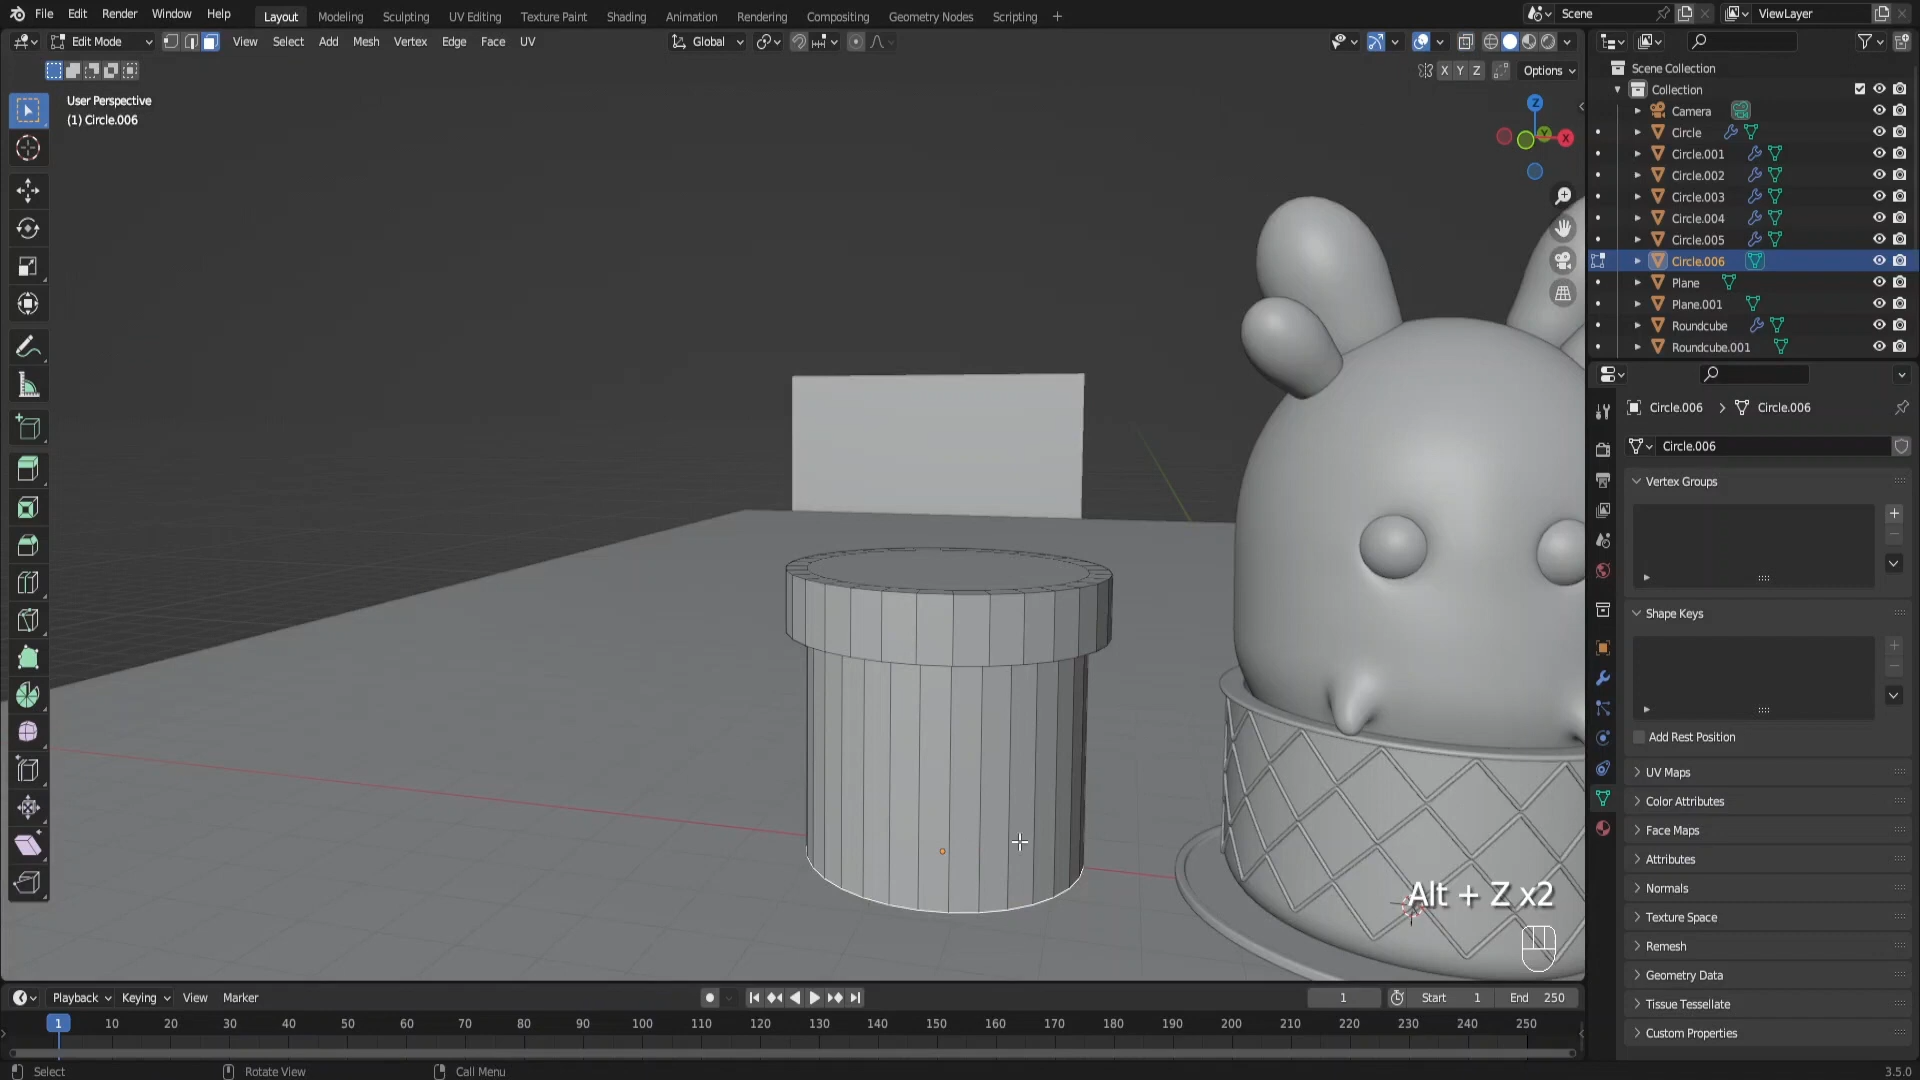 File Edit Render Window Help Layout Modeling Sculpting UV Editing Texture Paint Shading Animation Rendering Compositing Geometry Nodes Scripting + Scene ViewLayer
Edit Mode View Select Add Mesh Vertex Edge Face UV Global
X Y Z Options
User Perspective
(1) Circle.006
Z
Y
X
Alt + Z x2
Scene Collection
Collection
Camera
Circle
Circle.001
Circle.002
Circle.003
Circle.004
Circle.005
Circle.006
Plane
Plane.001
Roundcube
Roundcube.001
Circle.006 > Circle.006
Circle.006
Vertex Groups
Shape Keys
Add Rest Position
UV Maps
Color Attributes
Face Maps
Attributes
Normals
Texture Space
Remesh
Geometry Data
Tissue Tessellate
Custom Properties
Playback Keying View Marker 1 Start 1 End 250
1 10 20 30 40 50 60 70 80 90 100 110 120 130 140 150 160 170 180 190 200 210 220 230 240 250
Select Rotate View Call Menu 3.5.0